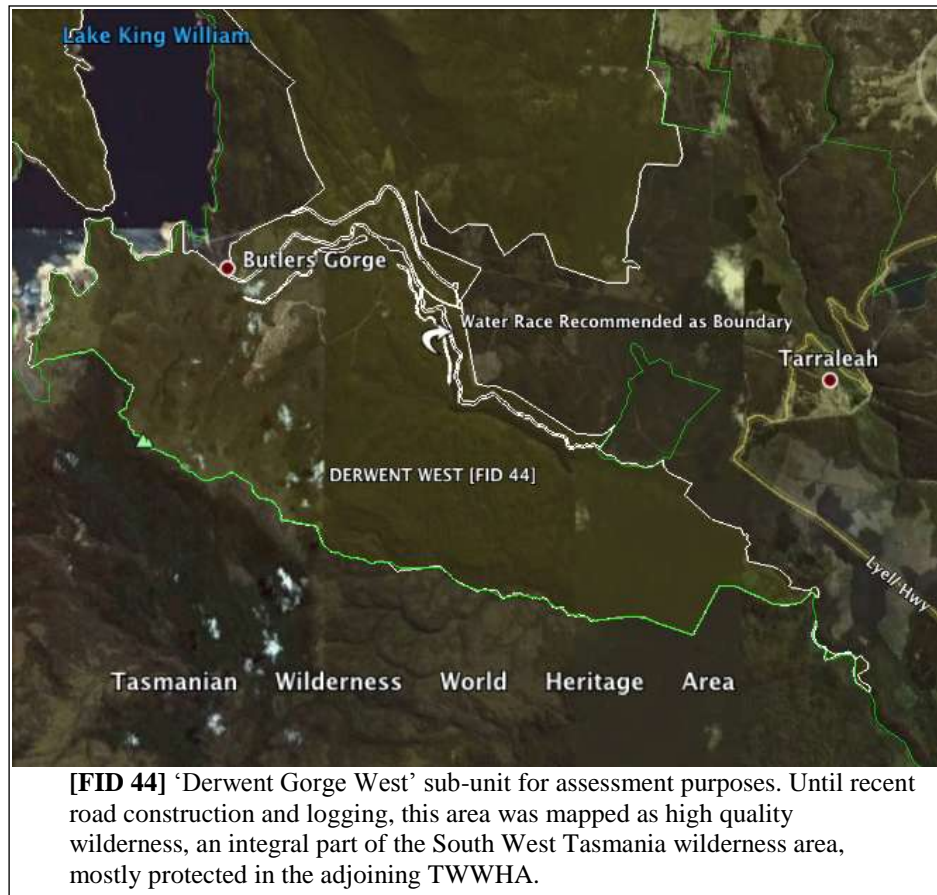 Lake King William
Butlers Gorge
Water Race Recommended as Boundary
Tarraleah
DERWENT WEST [FID 44]
Lyell Hwy
Tasmanian Wilderness World Heritage Area
[FID 44] ‘Derwent Gorge West’ sub-unit for assessment purposes. Until recent
road construction and logging, this area was mapped as high quality
wilderness, an integral part of the South West Tasmania wilderness area,
mostly protected in the adjoining TWWHA.